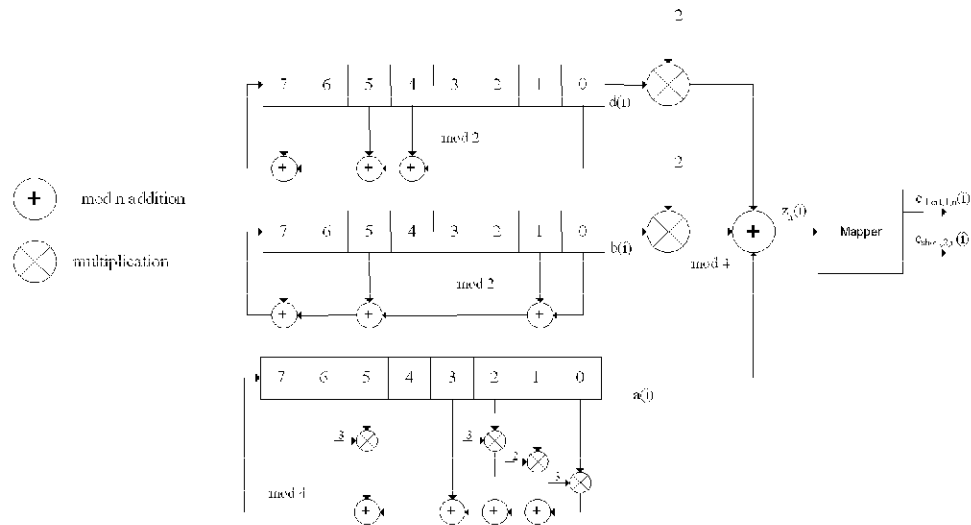 2
7 6 5 4 3 2 1 0
d(i)
mod 2
+ + +
2
+ mod n addition
7 6 5 4 3 2 1 0
b(i)
z_n(i)
+
mod 4
Mapper
multiplication
mod 2
+ + +
7 6 5 4 3 2 1 0
a(i)
3 3
2
3
mod 4
+ + + +